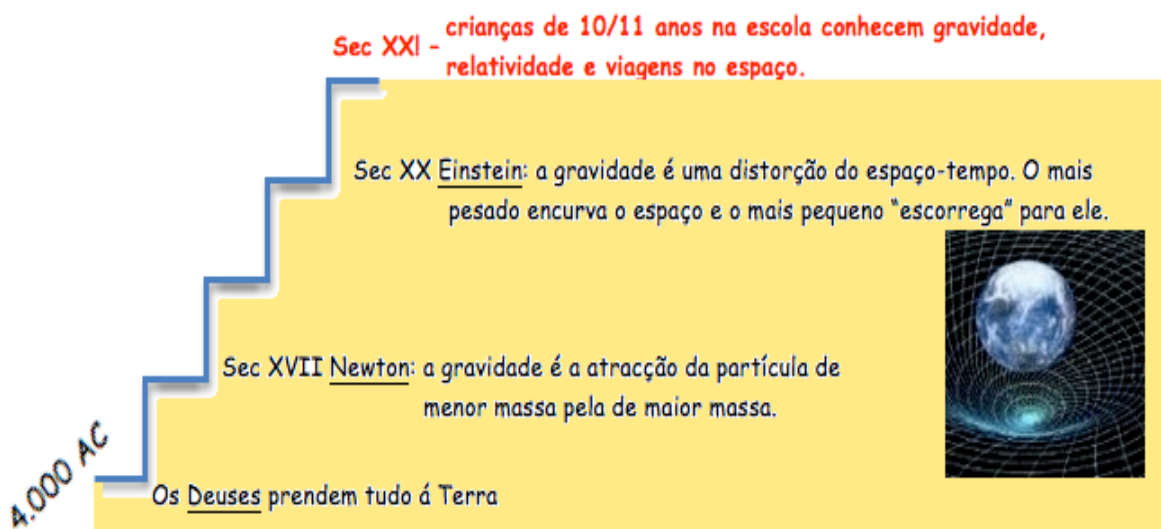 Sec XXI - crianças de 10/11 anos na escola conhecem gravidade,
relatividade e viagens no espaço.
Sec XX Einstein: a gravidade é uma distorção do espaço-tempo. O mais
pesado encurva o espaço e o mais pequeno “escorrega” para ele.
Sec XVII Newton: a gravidade é a atracção da partícula de
menor massa pela de maior massa.
4.000 AC
Os Deuses prendem tudo á Terra